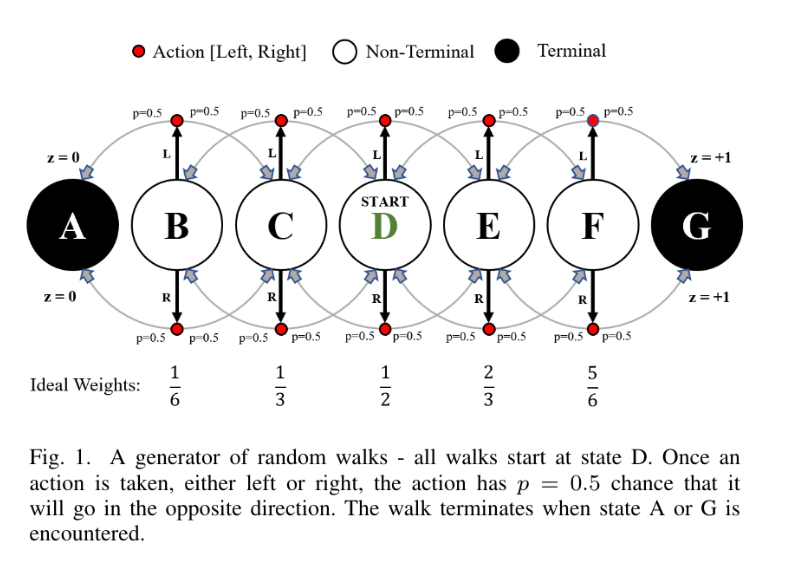 Action [Left, Right] Non-Terminal Terminal
p=0.5 p=0.5 p=0.5 p=0.5 p=0.5 p=0.5 p=0.5 p=0.5 p=0.5 p=0.5
z = 0 L L L L L z = +1
START
A B C D E F G
z = 0 R R R R R z = +1
p=0.5 p=0.5 p=0.5 p=0.5 p=0.5 p=0.5 p=0.5 p=0.5 p=0.5 p=0.5
Ideal Weights: 1/6 1/3 1/2 2/3 5/6
Fig. 1. A generator of random walks - all walks start at state D. Once an
action is taken, either left or right, the action has p = 0.5 chance that it
will go in the opposite direction. The walk terminates when state A or G is
encountered.